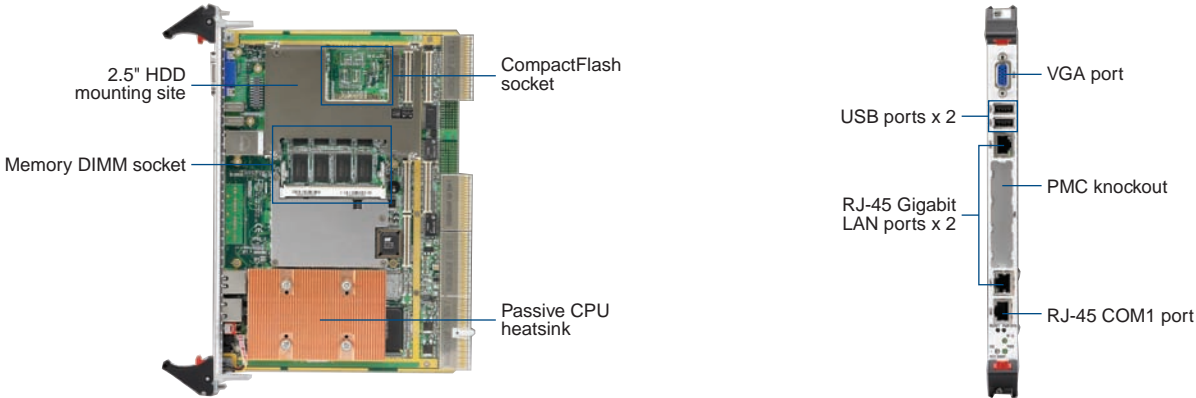 2.5" HDD
mounting site
CompactFlash
socket
Memory DIMM socket
Passive CPU
heatsink
VGA port
USB ports x 2
PMC knockout
RJ-45 Gigabit
LAN ports x 2
RJ-45 COM1 port